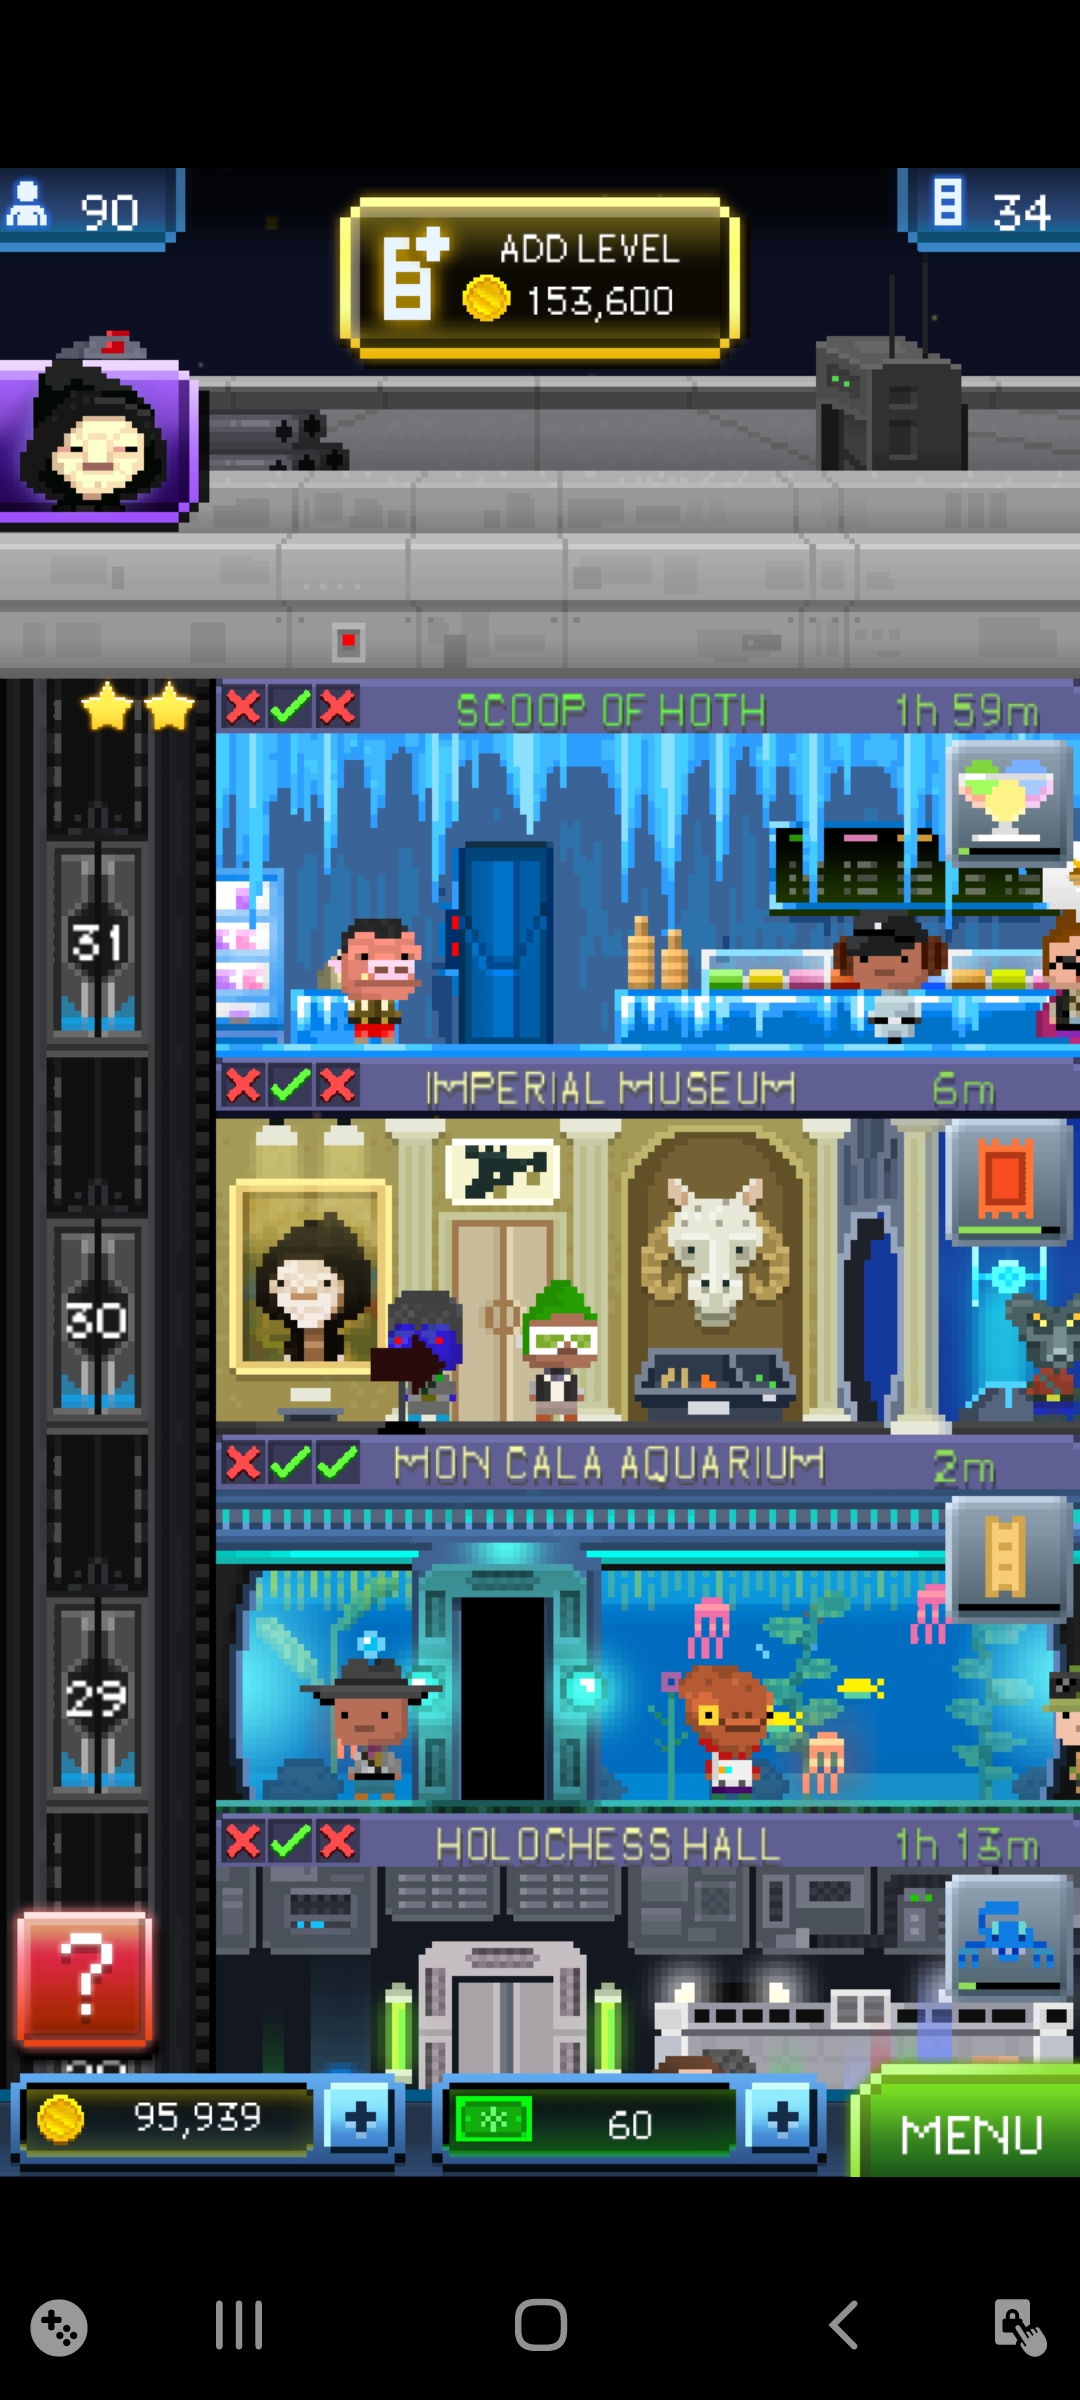 90
ADD LEVEL
153,600
34
SCOOP OF HOTH 1h 59m
31
IMPERIAL MUSEUM 6m
30
MON CALA AQUARIUM 2m
29
HOLOCHESS HALL 1h 13m
?
95,939 + 60 + MENU